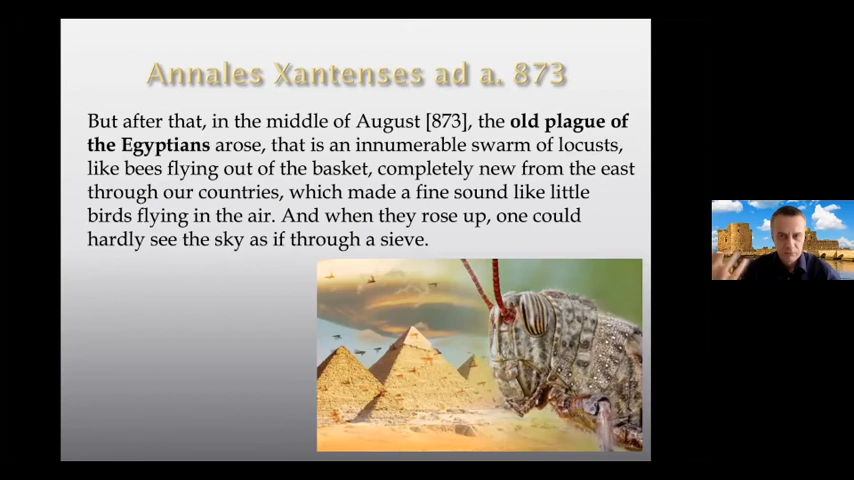 Annales Xantenses ad a. 873
But after that, in the middle of August [873], the old plague of
the Egyptians arose, that is an innumerable swarm of locusts,
like bees flying out of the basket, completely new from the east
through our countries, which made a fine sound like little
birds flying in the air. And when they rose up, one could
hardly see the sky as if through a sieve.